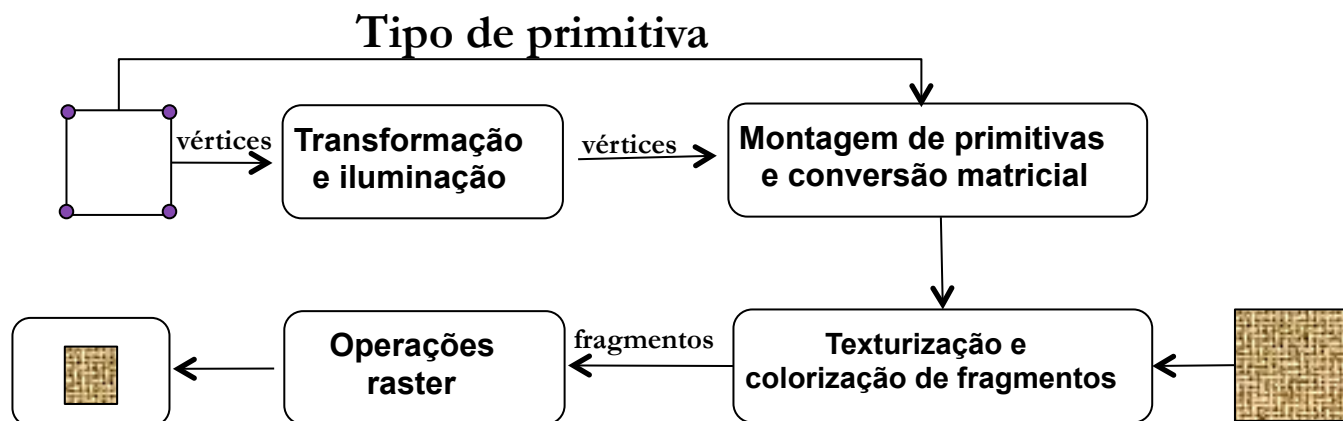 Tipo de primitiva
vértices
Transformação
e iluminação
vértices
Montagem de primitivas
e conversão matricial
Operações
raster
fragmentos
Texturização e
colorização de fragmentos